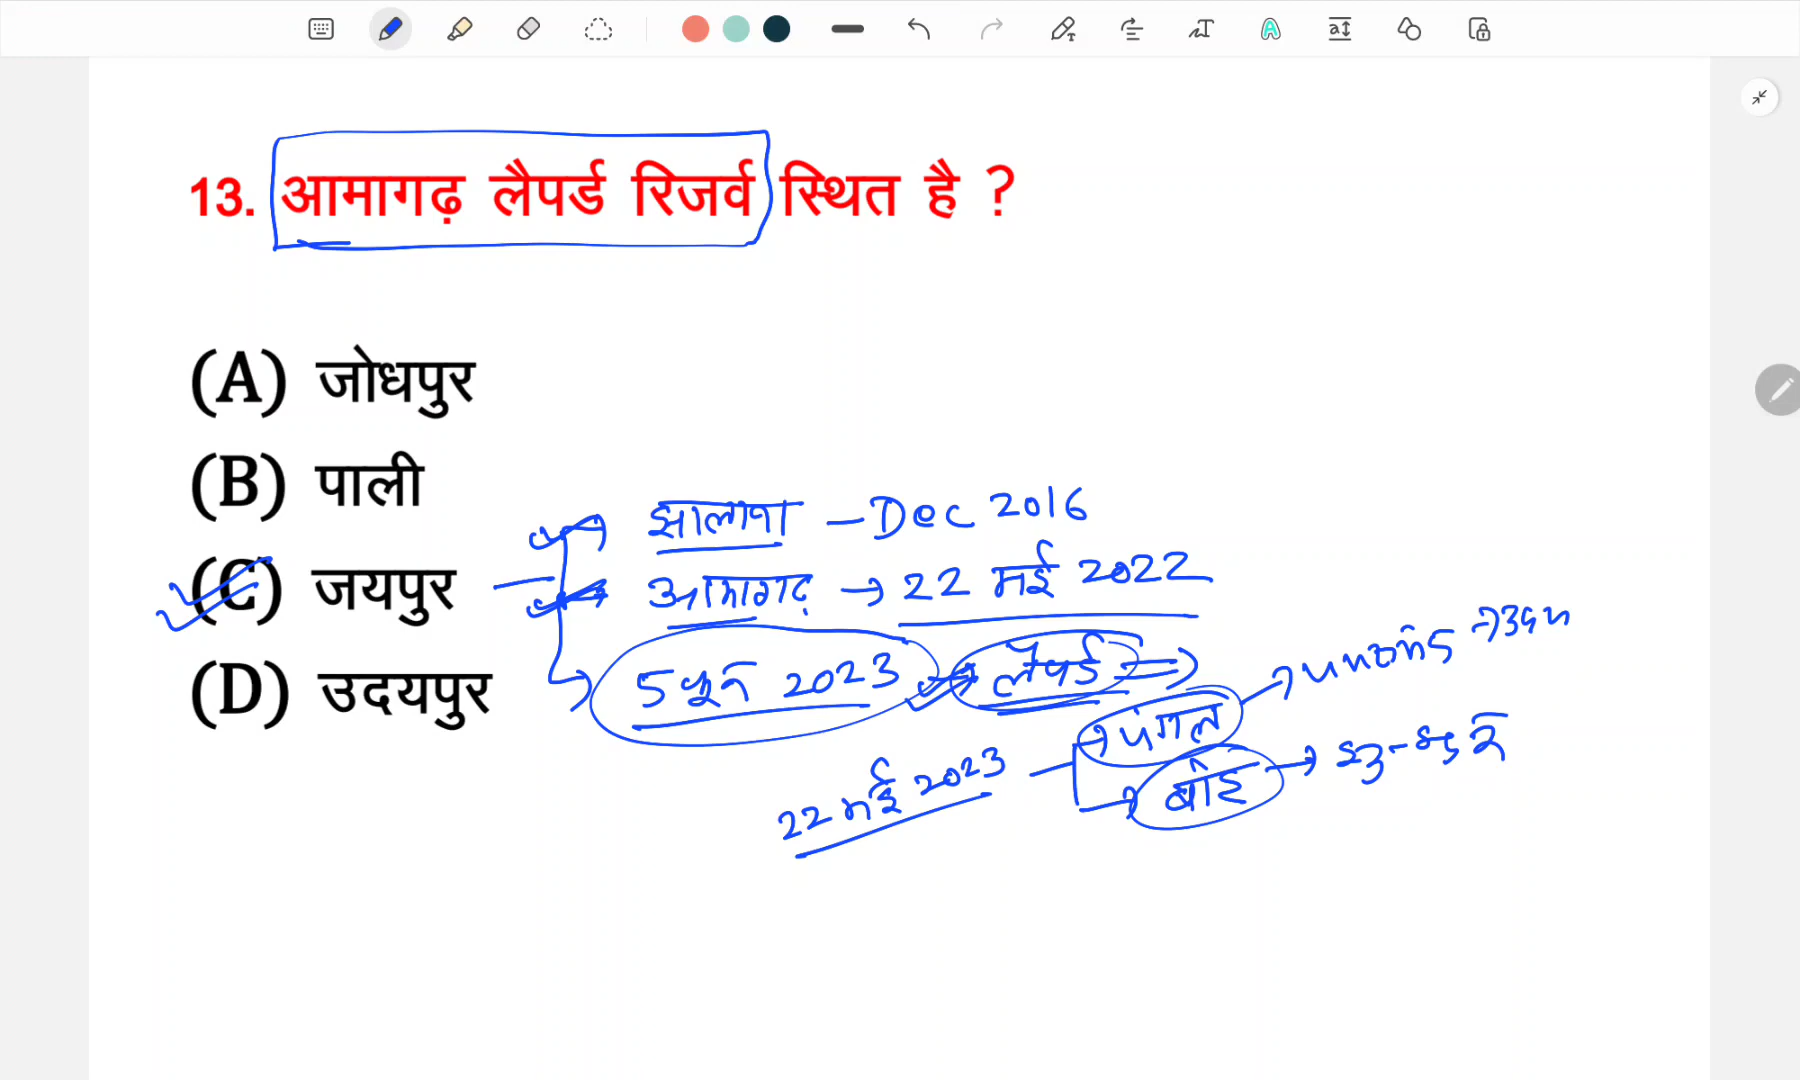 13. आमागढ़ लैपर्ड रिजर्व स्थित है ?
(A) जोधपुर
(B) पाली
(C) जयपुर
(D) उदयपुर
झालाना – Dec 2016
आमागढ़ → 22 मई 2022
5 जून 2023 लैपर्ड
22 मई 2023